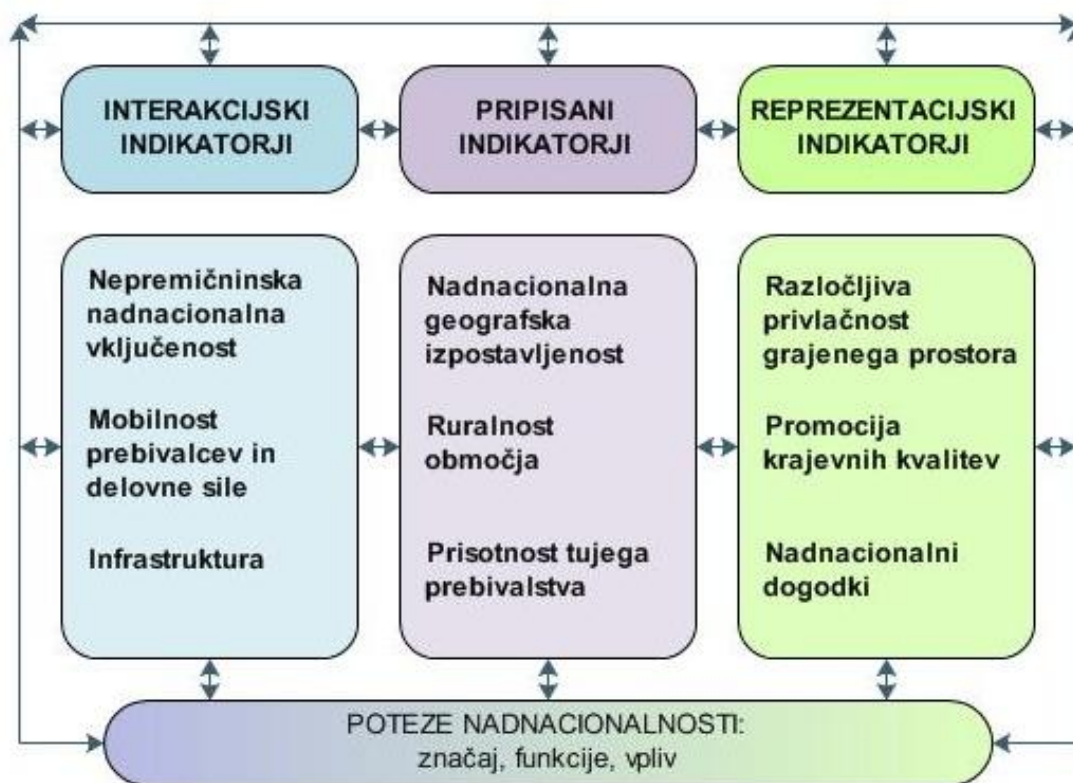 INTERAKCIJSKI
INDIKATORJI
PRIPISANI
INDIKATORJI
REPREZENTACIJSKI
INDIKATORJI
Nepremičninska
nadnacionalna
vključenost
Mobilnost
prebivalcev in
delovne sile
Infrastruktura
Nadnacionalna
geografska
izpostavljenost
Ruralnost
območja
Prisotnost tujega
prebivalstva
Razločljiva
privlačnost
grajenega prostora
Promocija
krajevnih kvalitev
Nadnacionalni
dogodki
POTEZE NADNACIONALNOSTI:
značaj, funkcije, vpliv